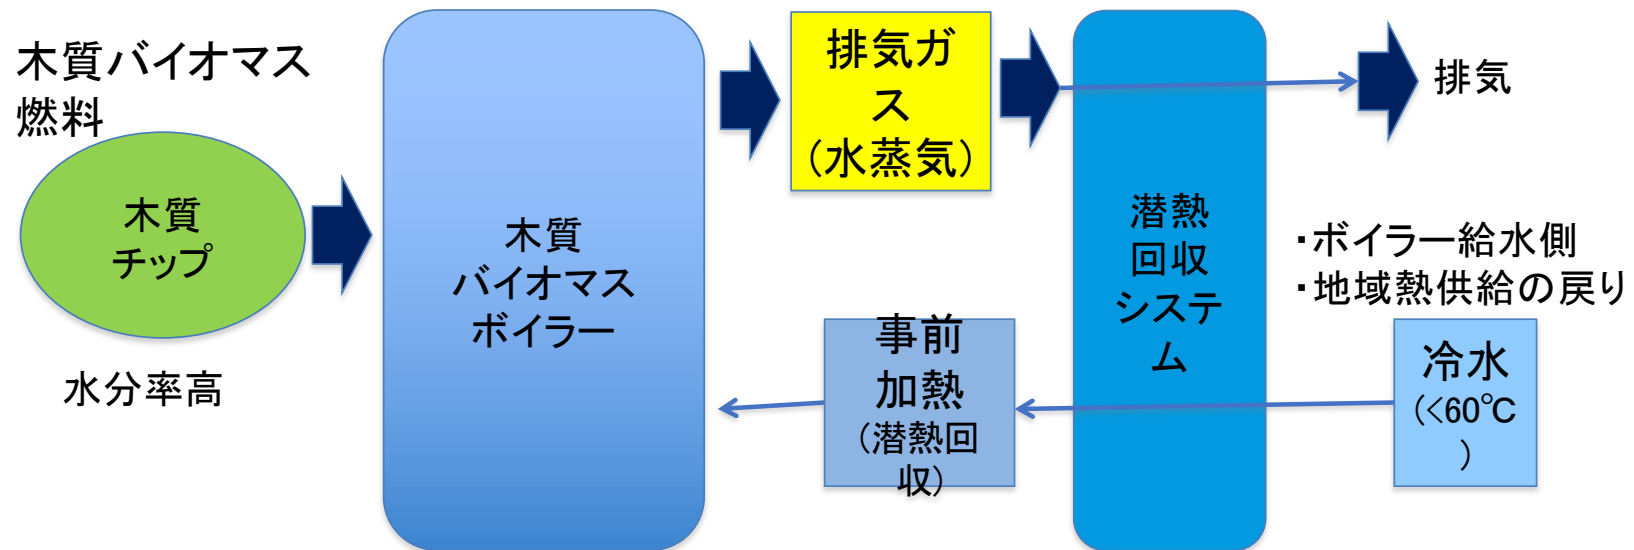 木質バイオマス
燃料
木質
チップ
水分率高
木質
バイオマス
ボイラー
排気ガ
ス
(水蒸気)
潜熱
回収
システ
ム
排気
・ボイラー給水側
・地域熱供給の戻り
事前
加熱
(潜熱回
収)
冷水
(<60℃
)